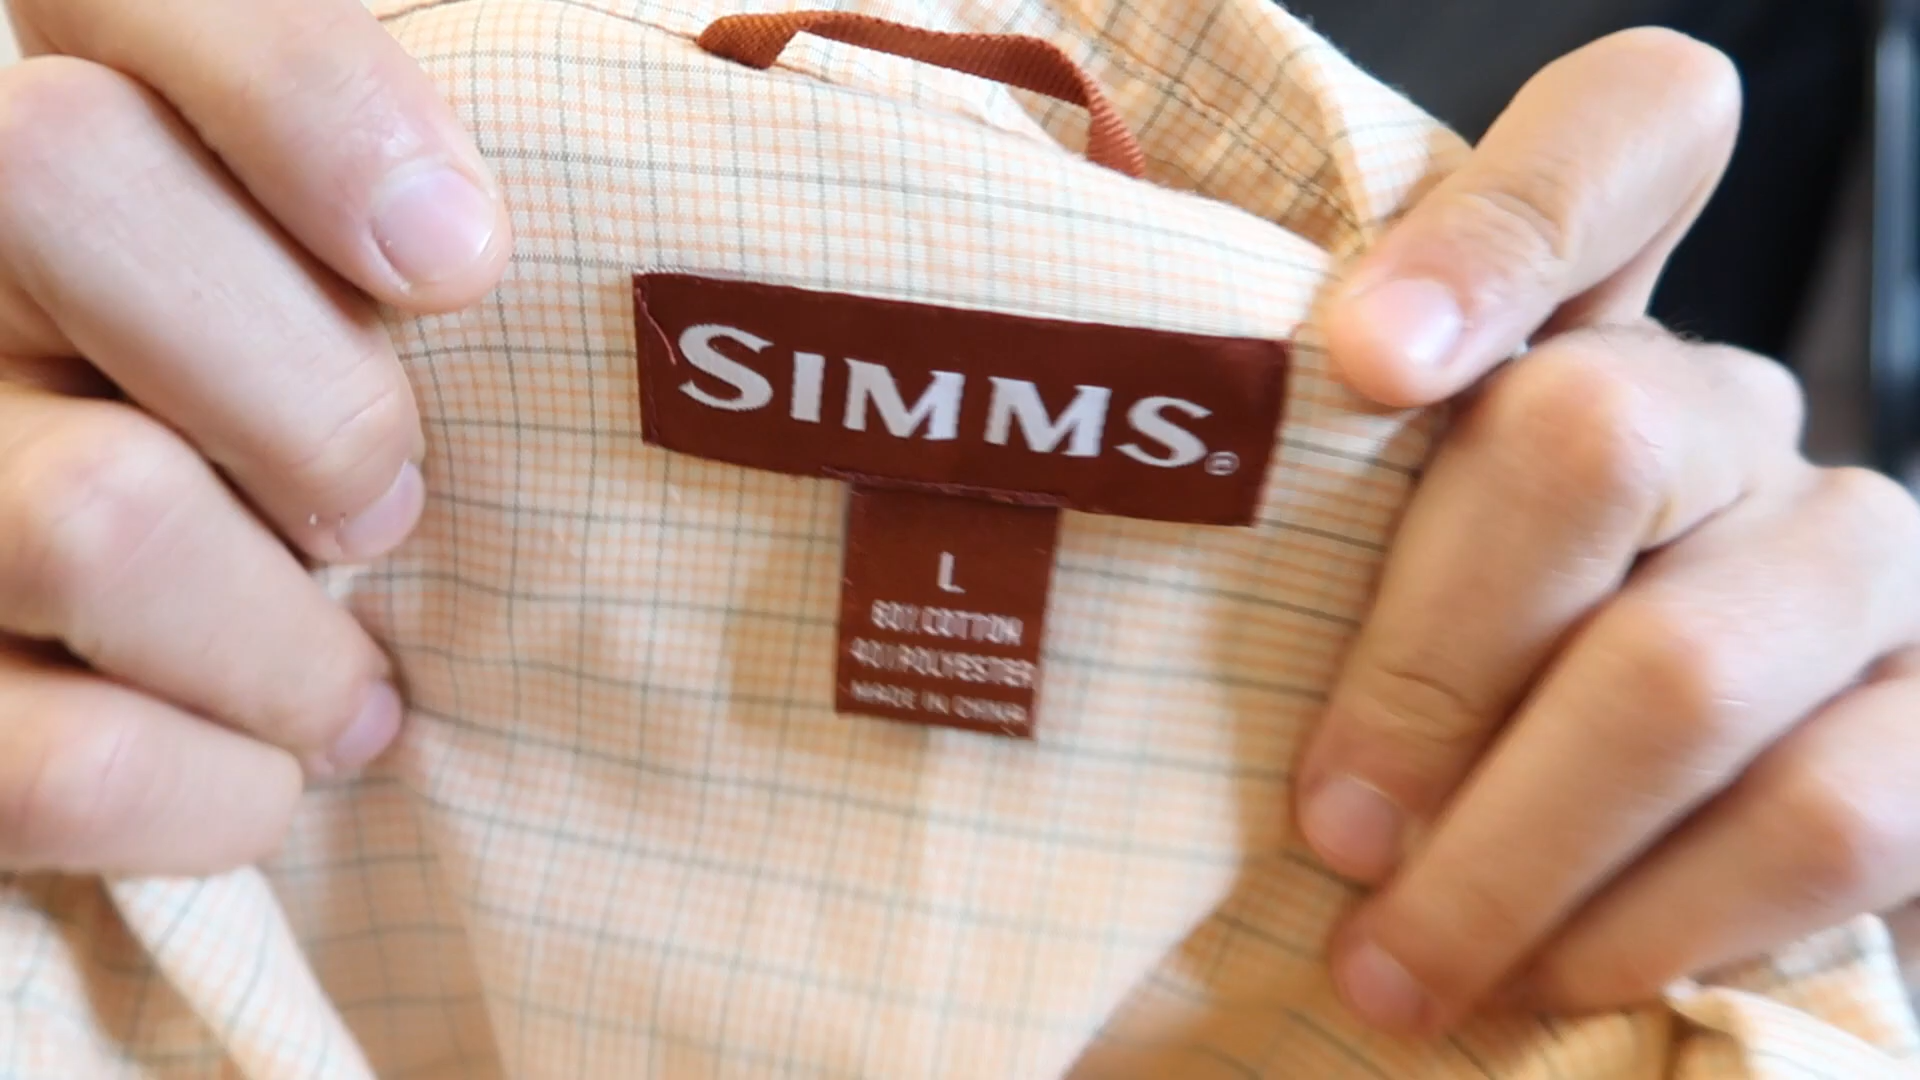 SIMMS®
L
60% COTTON
40% POLYESTER
MADE IN CHINA